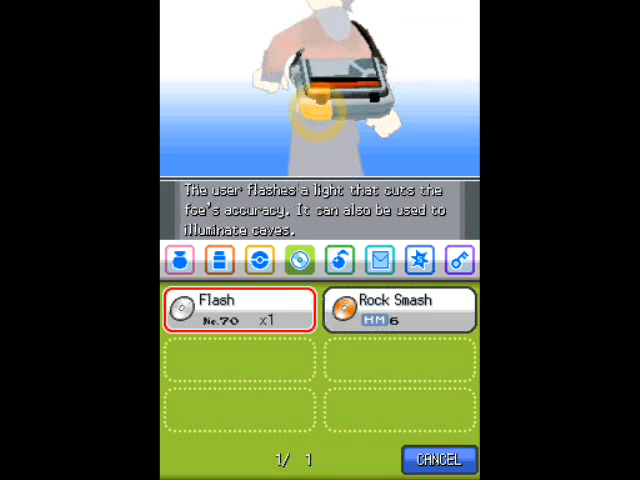 The user flashes a light that cuts the
foe's accuracy. It can also be used to
illuminate caves.
Flash
No.70 x1
Rock Smash
HM 6
1/ 1
CANCEL